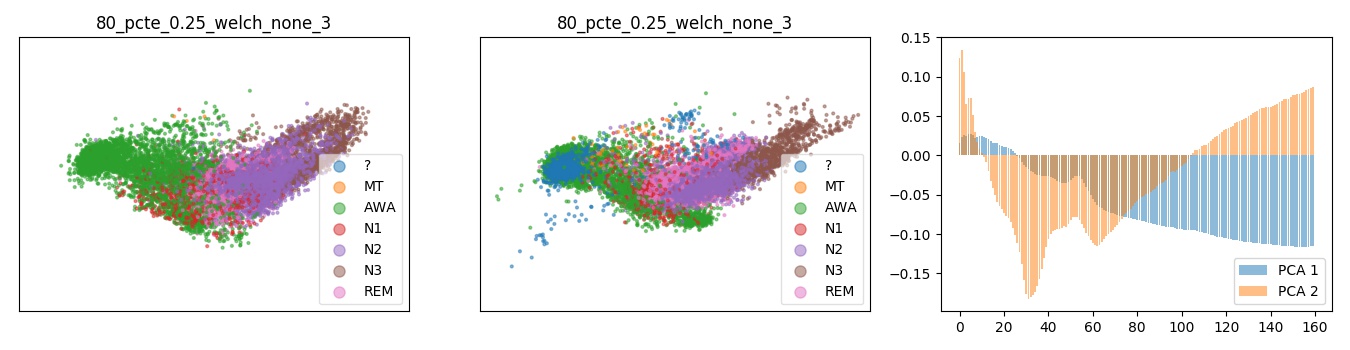 80_pcte_0.25_welch_none_3
?
MT
AWA
N1
N2
N3
REM
80_pcte_0.25_welch_none_3
?
MT
AWA
N1
N2
N3
REM
0.15
0.10
0.05
0.00
−0.05
−0.10
−0.15
PCA 1
PCA 2
0 20 40 60 80 100 120 140 160